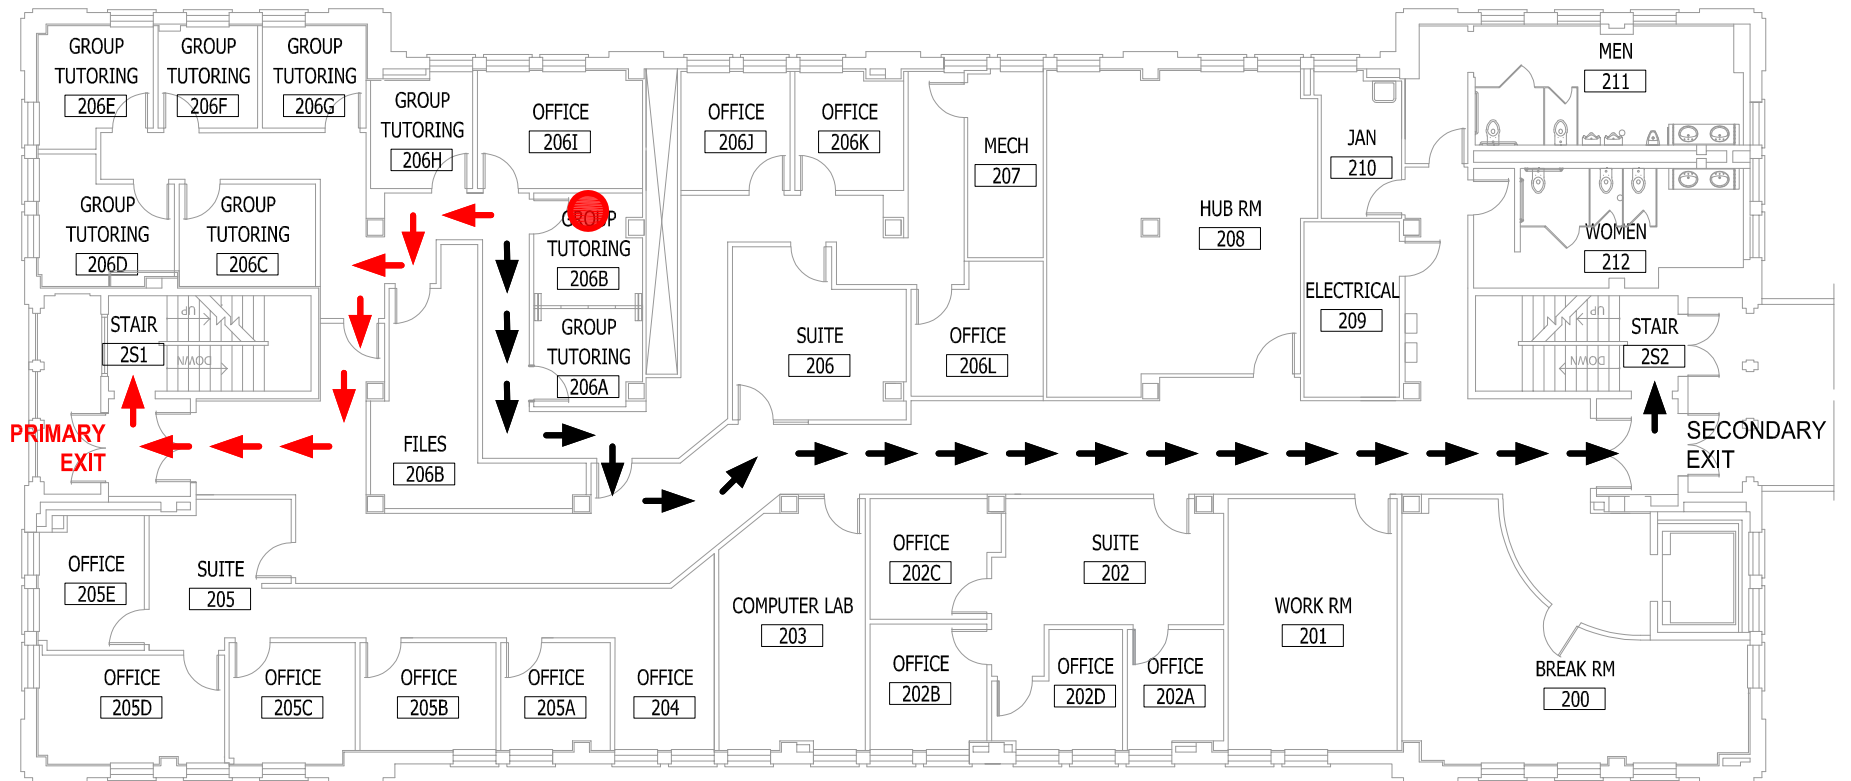 GROUP
TUTORING
206E
GROUP
TUTORING
206F
GROUP
TUTORING
206G
GROUP
TUTORING
206H
OFFICE
206I
OFFICE
206J
OFFICE
206K
MECH
207
JAN
210
MEN
211
GROUP
TUTORING
206D
GROUP
TUTORING
206C
GROUP
TUTORING
206B
HUB RM
208
WOMEN
212
STAIR
2S1
UP
DOWN
GROUP
TUTORING
206A
SUITE
206
OFFICE
206L
ELECTRICAL
209
UP
DOWN
STAIR
2S2
PRIMARY
EXIT
FILES
206B
SECONDARY
EXIT
OFFICE
205E
SUITE
205
COMPUTER LAB
203
OFFICE
202C
SUITE
202
WORK RM
201
OFFICE
205D
OFFICE
205C
OFFICE
205B
OFFICE
205A
OFFICE
204
OFFICE
202B
OFFICE
202D
OFFICE
202A
BREAK RM
200